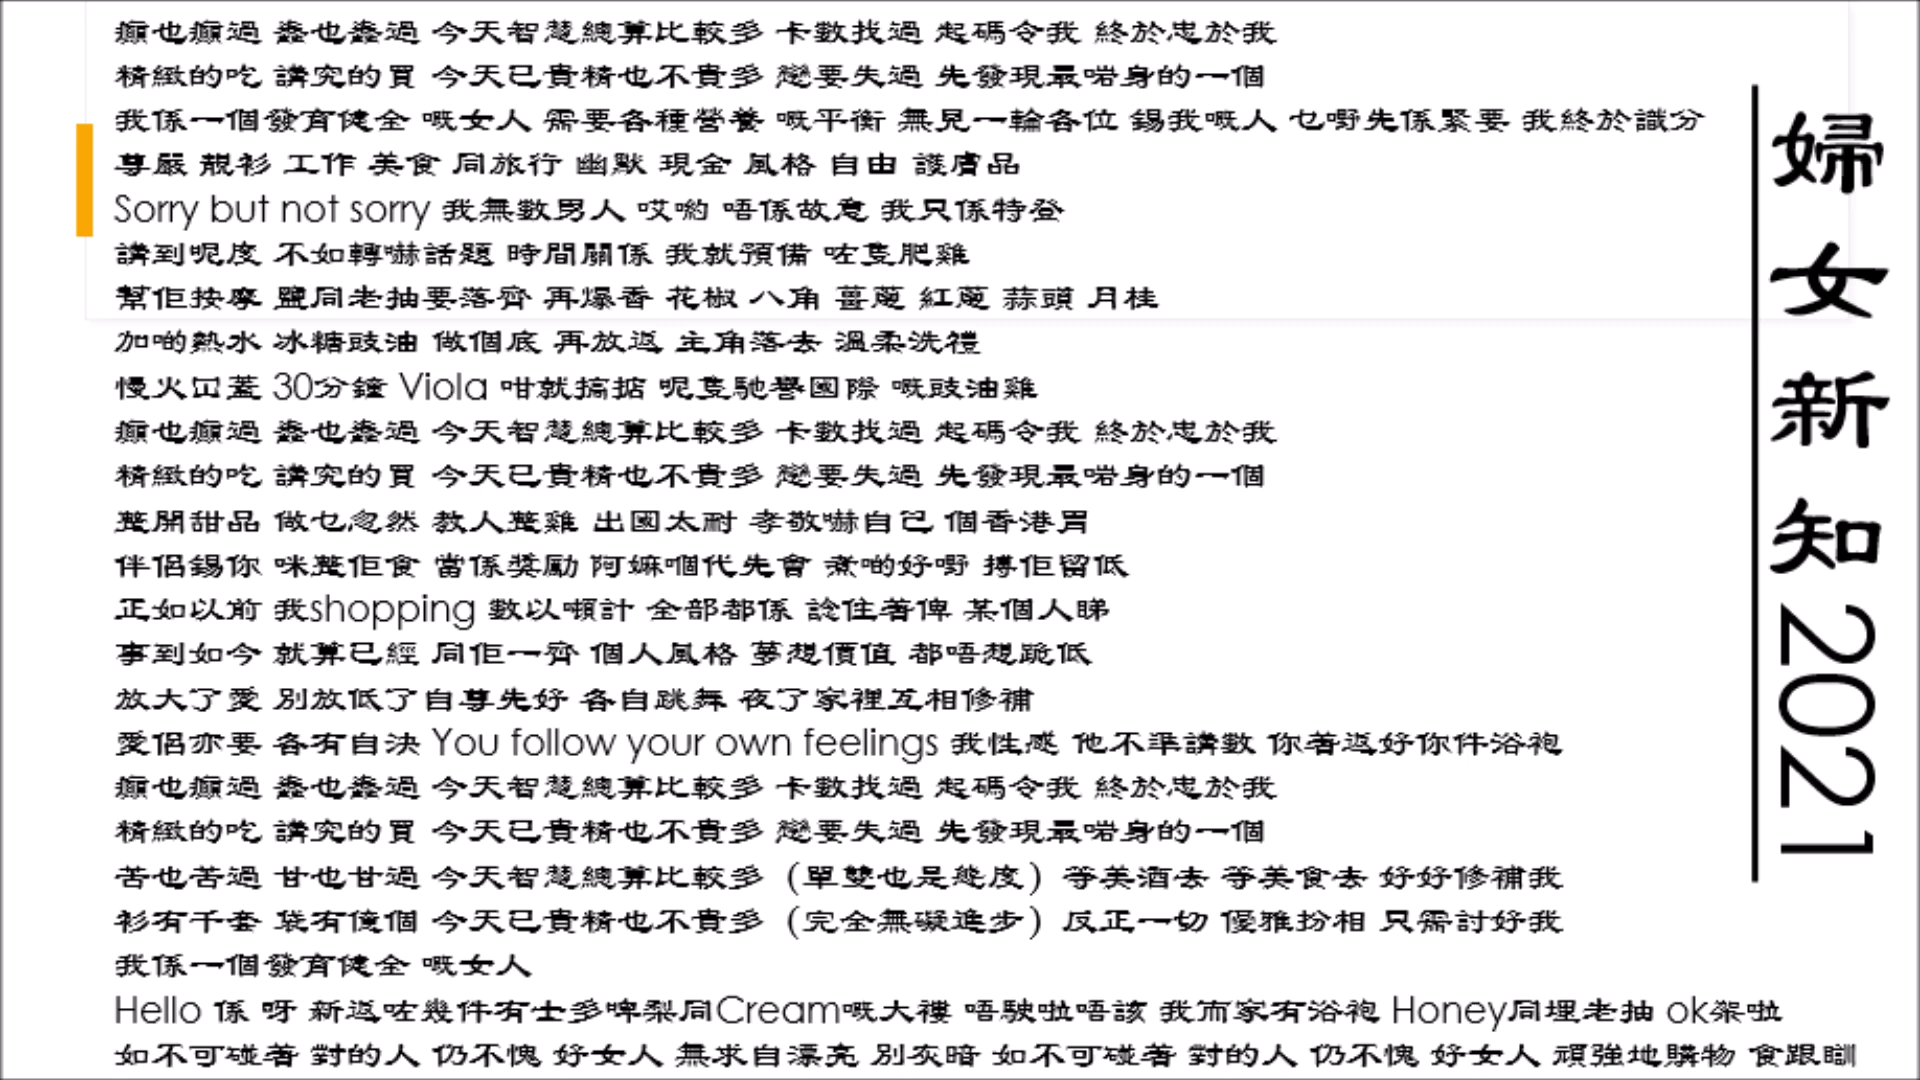 癲也癲過 蠢也蠢過 今天智慧總算比較多 卡數找過 起碼令我 終於忠於我
精緻的吃 講究的買 今天已貴精也不貴多 戀要失過 先發現最啱身的一個
我係一個發育健全 嘅女人 需要各種營養 嘅平衡 無見一輪各位 錫我嘅人 乜嘢先係緊要 我終於識分
尊嚴 靚衫 工作 美食 同旅行 幽默 現金 風格 自由 護膚品
Sorry but not sorry 我無數男人 哎喲 唔係故意 我只係特登
講到呢度 不如轉嚇話題 時間關係 我就預備 咗隻肥雞
幫佢按摩 鹽同老抽要落齊 再爆香 花椒 八角 薑蔥 紅蔥 蒜頭 月桂
加啲熱水 冰糖豉油 做個底 再放返 主角落去 溫柔洗禮
慢火冚蓋 30分鐘 Viola 咁就搞掂 呢隻馳譽國際 嘅豉油雞
癲也癲過 蠢也蠢過 今天智慧總算比較多 卡數找過 起碼令我 終於忠於我
精緻的吃 講究的買 今天已貴精也不貴多 戀要失過 先發現最啱身的一個
整開甜品 做乜忽然 教人整雞 出國太耐 孝敬嚇自己 個香港胃
伴侶錫你 咪整佢食 當係獎勵 阿嫲嗰代先會 煮啲好嘢 搏佢留低
正如以前 我shopping 數以噸計 全部都係 諗住著俾 某個人睇
事到如今 就算已經 同佢一齊 個人風格 夢想價值 都唔想跪低
放大了愛 別放低了自尊先好 各自跳舞 夜了家裡互相修補
愛侶亦要 各有自決 You follow your own feelings 我性感 他不準講數 你著返好你件浴袍
癲也癲過 蠢也蠢過 今天智慧總算比較多 卡數找過 起碼令我 終於忠於我
精緻的吃 講究的買 今天已貴精也不貴多 戀要失過 先發現最啱身的一個
苦也苦過 甘也甘過 今天智慧總算比較多（單雙也是態度）等美酒去 等美食去 好好修補我
衫有千套 袋有億個 今天已貴精也不貴多（完全無礙進步）反正一切 優雅扮相 只需討好我
我係一個發育健全 嘅女人
Hello 係 呀 新返咗幾件有士多啤梨同Cream嘅大褸 唔駛啦唔該 我而家有浴袍 Honey同埋老抽 ok架啦
如不可碰著 對的人 仍不愧 好女人 無求自漂亮 別灰暗 如不可碰著 對的人 仍不愧 好女人 頑強地購物 食跟瞓
婦女新知2021